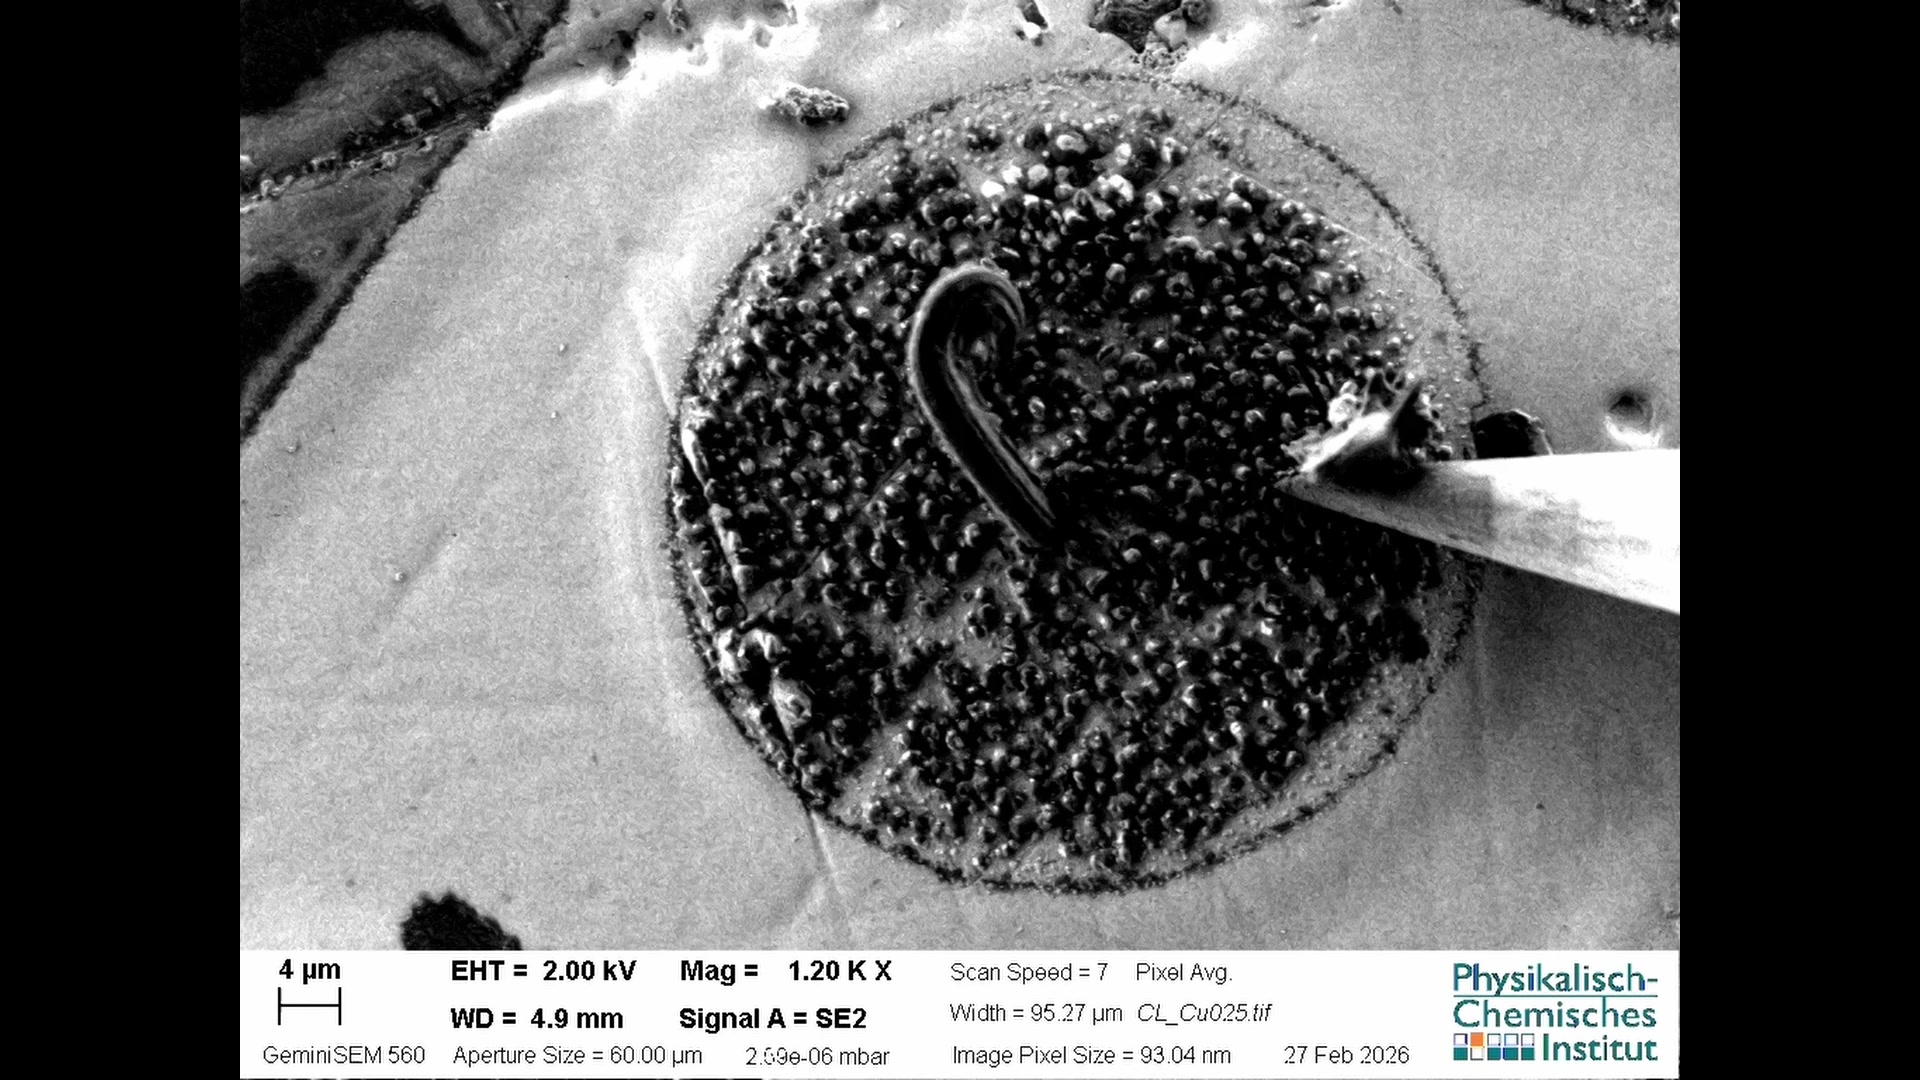 4 µm
EHT = 2.00 kV
Mag = 1.20 K X
Scan Speed = 7 Pixel Avg.
WD = 4.9 mm
Signal A = SE2
Width = 95.27 µm CL_Cu025.tif
GeminiSEM 560
Aperture Size = 60.00 µm
mbar
Image Pixel Size = 93.04 nm
27 Feb 2026
Physikalisch-
Chemisches
Institut